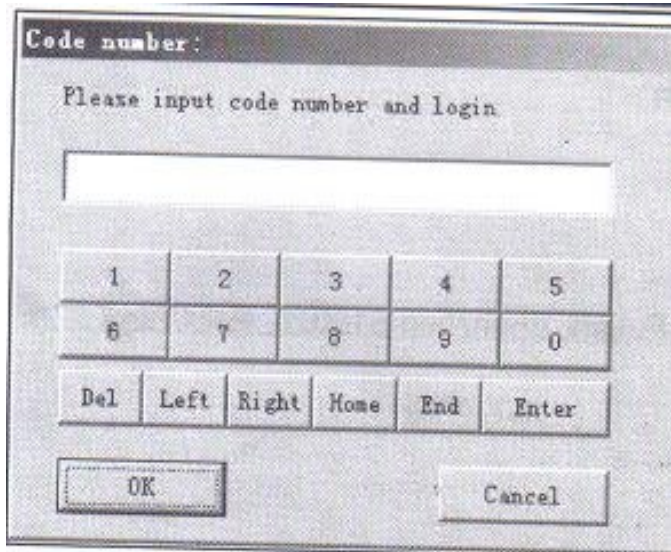 Code number:
Please input code number and login
1 2 3 4 5
6 7 8 9 0
Del Left Right Home End Enter
OK Cancel